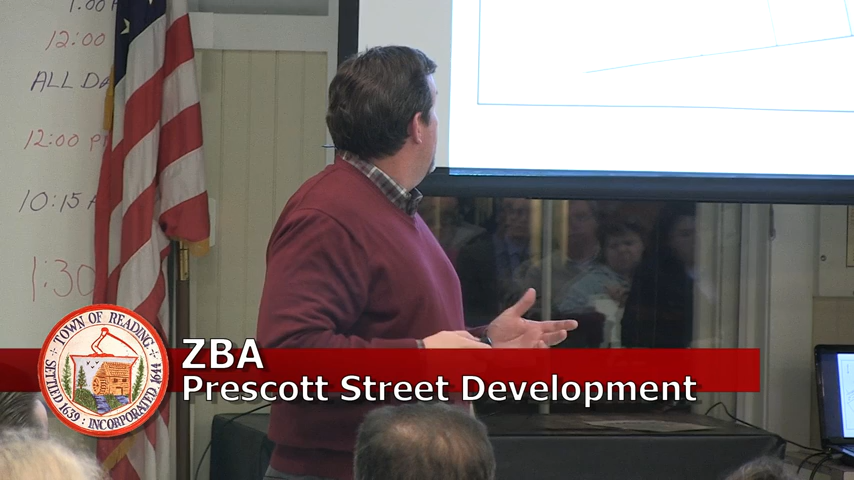 1:00 P
12:00
ALL DA
12:00 P
10:15 A
1:30
ZBA
Prescott Street Development
TOWN OF READING
SETTLED 1639 : INCORPORATED 1644